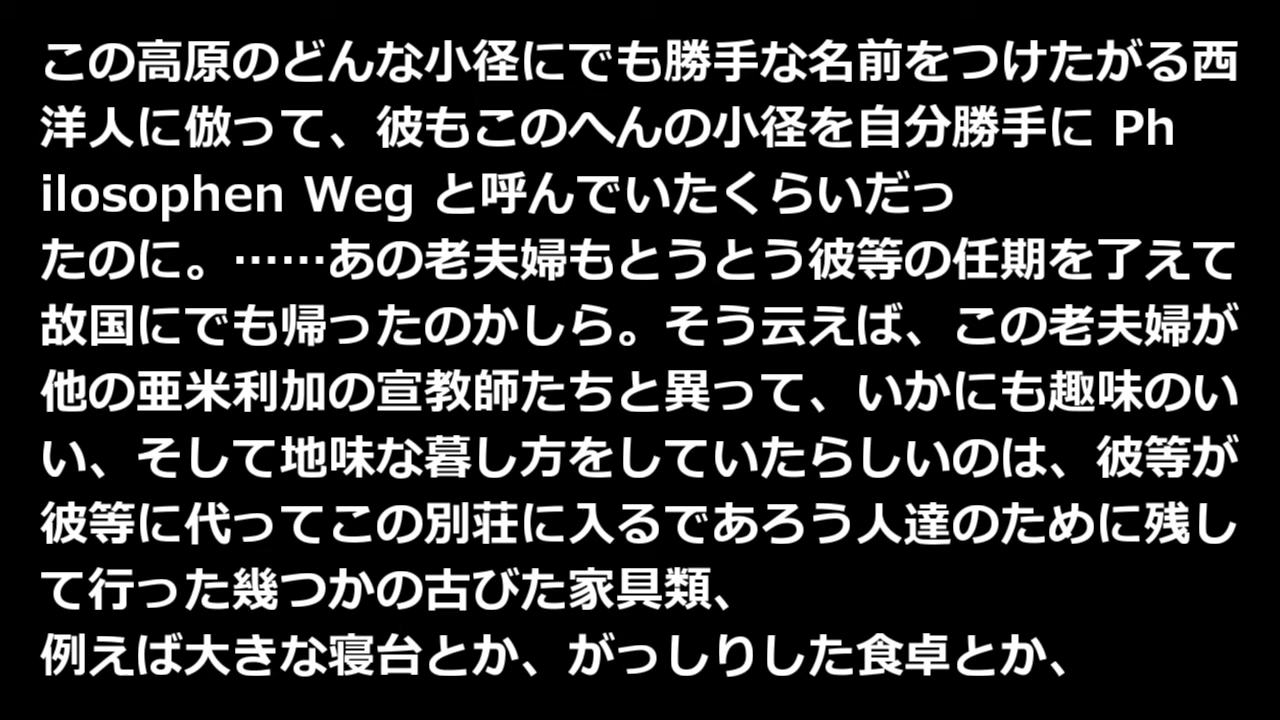 この高原のどんな小径にでも勝手な名前をつけたがる西
洋人に倣って、彼もこのへんの小径を自分勝手に Ph
ilosophen Weg と呼んでいたくらいだっ
たのに。……あの老夫婦もとうとう彼等の任期を了えて
故国にでも帰ったのかしら。そう云えば、この老夫婦が
他の亜米利加の宣教師たちと異って、いかにも趣味のい
い、そして地味な暮し方をしていたらしいのは、彼等が
彼等に代ってこの別荘に入るであろう人達のために残し
て行った幾つかの古びた家具類、
例えば大きな寝台とか、がっしりした食卓とか、